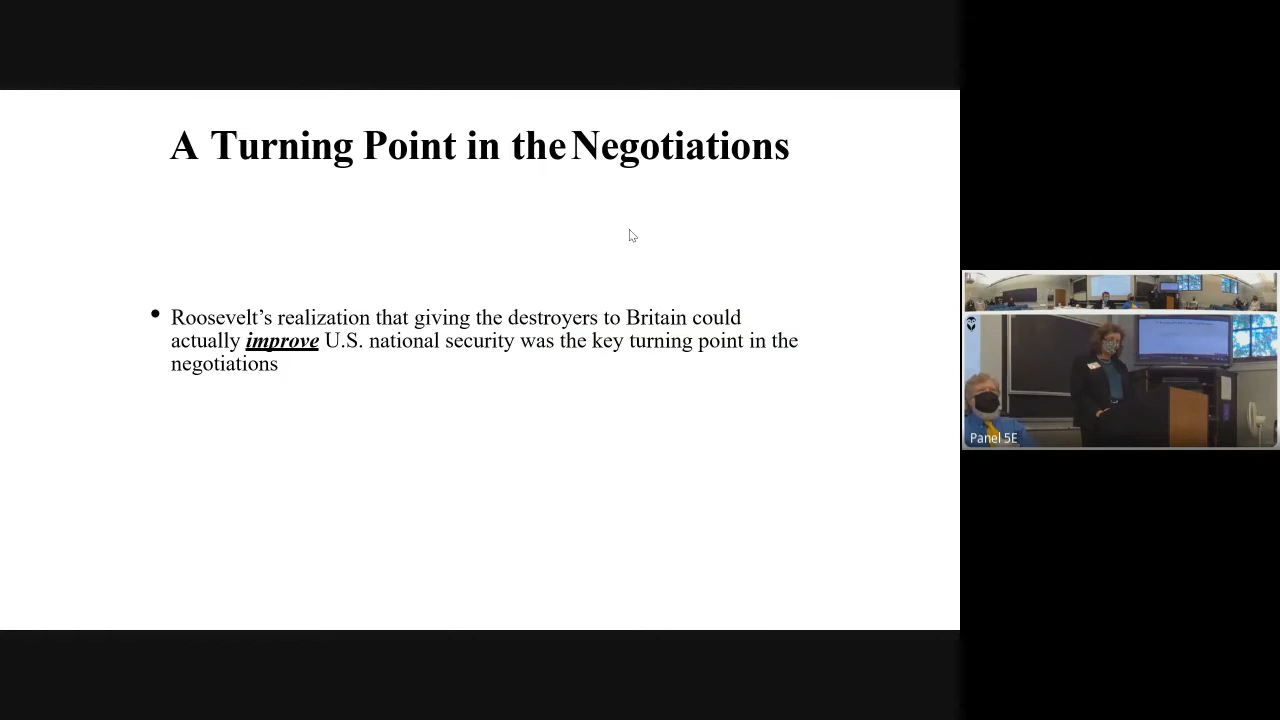 A Turning Point in the Negotiations
• Roosevelt’s realization that giving the destroyers to Britain could
actually improve U.S. national security was the key turning point in the
negotiations
Panel 5E